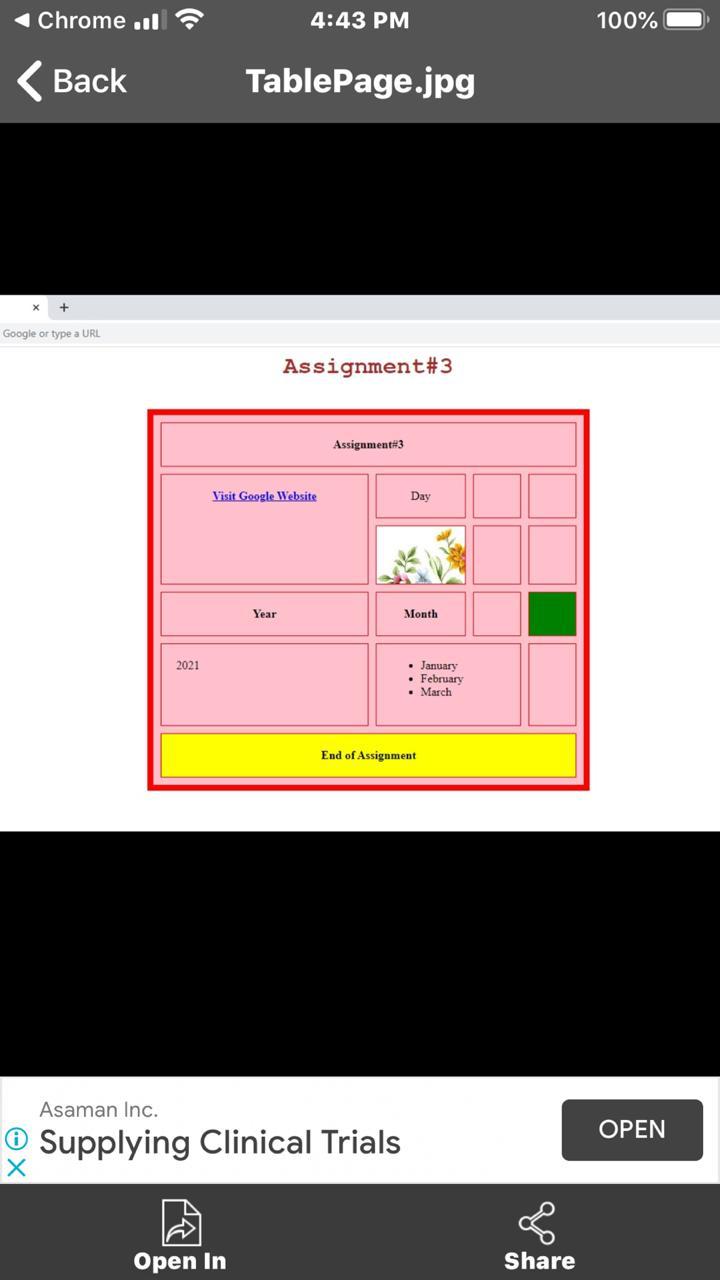 Chrome
4:43 PM
100%
Back
TablePage.jpg
Google or type a URL
Assignment#3
Assignment#3
Visit Google Website
Day
Year
Month
2021
January
February
March
End of Assignment
Asaman Inc.
Supplying Clinical Trials
OPEN
Open In
Share